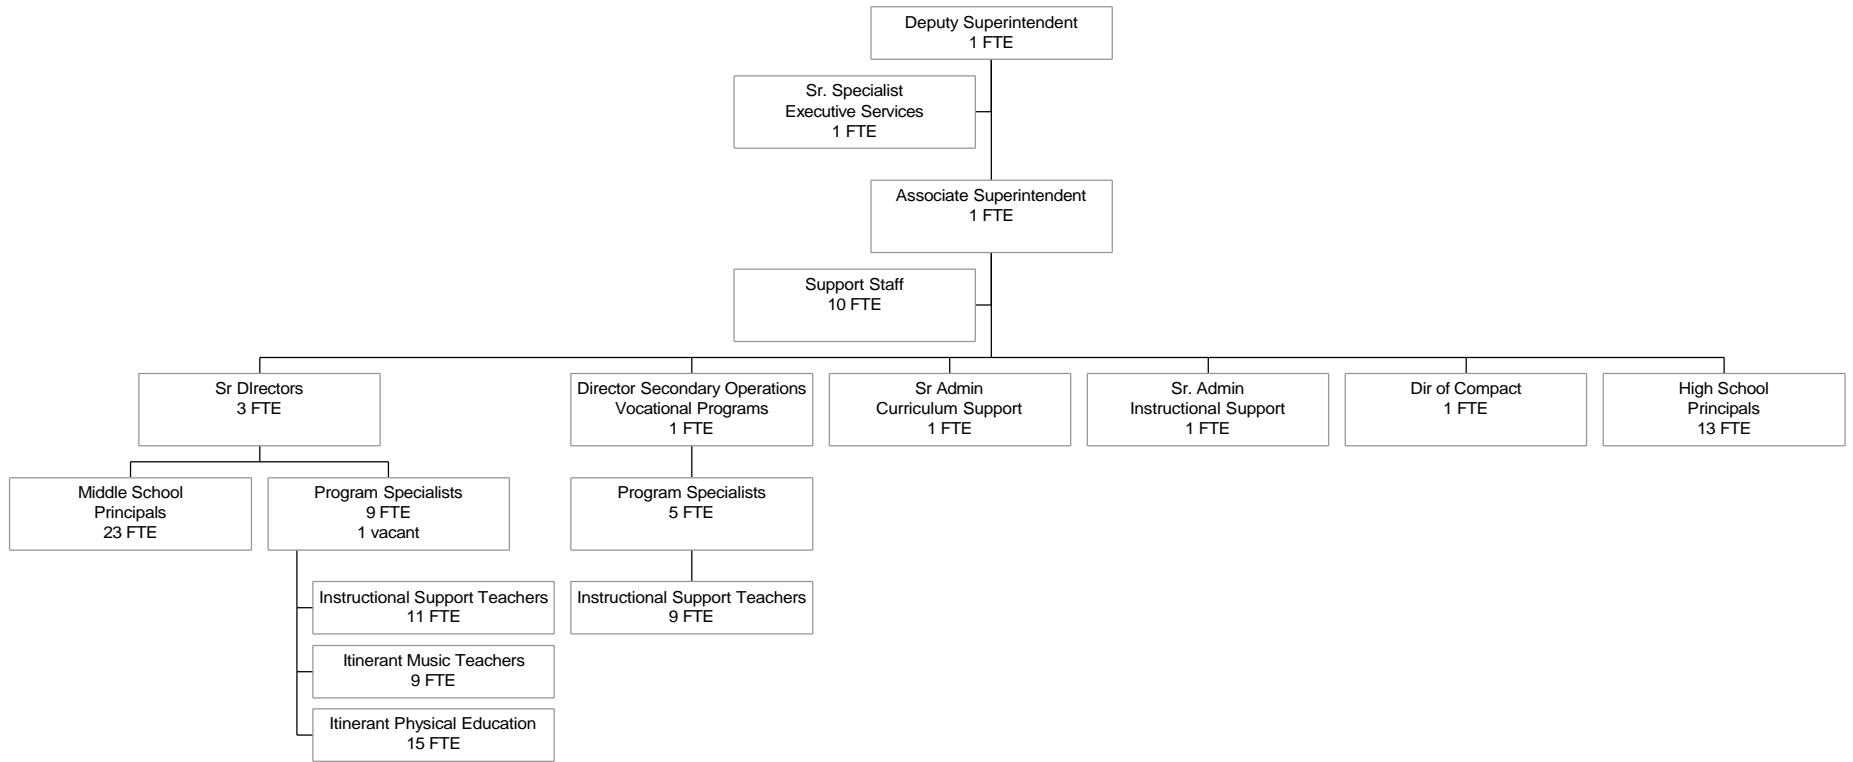 Deputy Superintendent
1 FTE
Sr. Specialist
Executive Services
1 FTE
Associate Superintendent
1 FTE
Support Staff
10 FTE
Sr DIrectors
3 FTE
Director Secondary Operations
Vocational Programs
1 FTE
Sr Admin
Curriculum Support
1 FTE
Sr. Admin
Instructional Support
1 FTE
Dir of Compact
1 FTE
High School
Principals
13 FTE
Middle School
Principals
23 FTE
Program Specialists
9 FTE
1 vacant
Program Specialists
5 FTE
Instructional Support Teachers
11 FTE
Instructional Support Teachers
9 FTE
Itinerant Music Teachers
9 FTE
Itinerant Physical Education
15 FTE